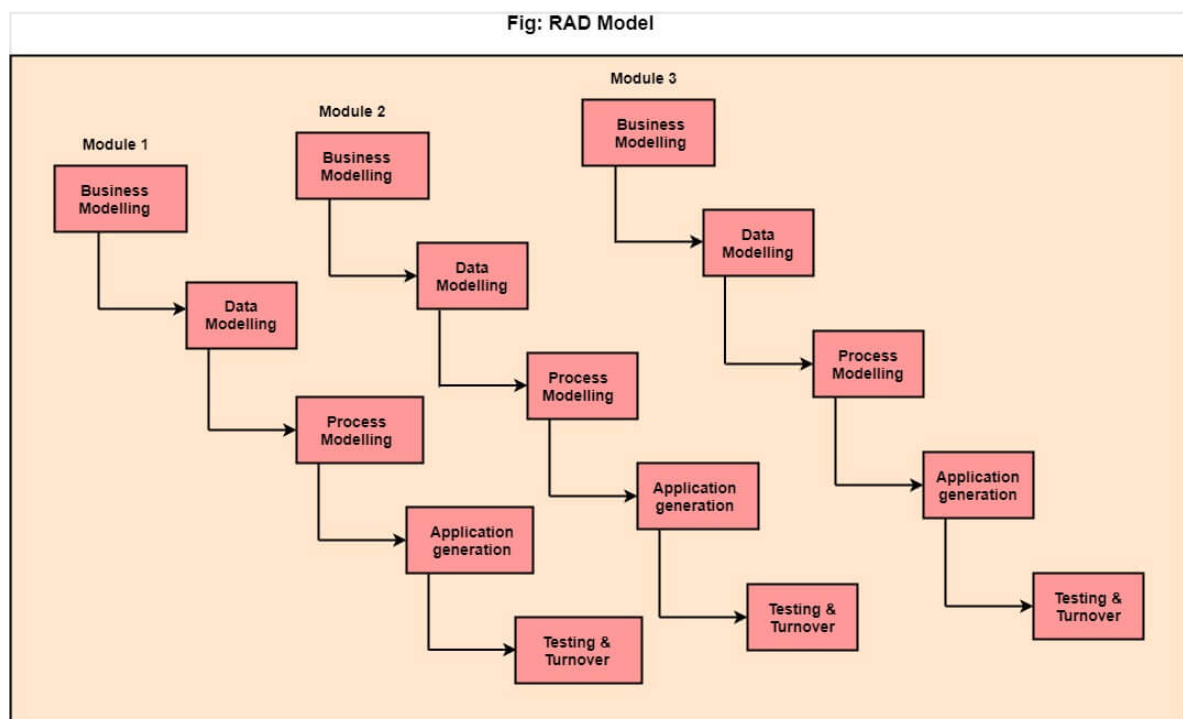 Fig: RAD Model
Module 1
Business
Modelling
Data
Modelling
Process
Modelling
Application
generation
Testing &
Turnover
Module 2
Business
Modelling
Data
Modelling
Process
Modelling
Application
generation
Testing &
Turnover
Module 3
Business
Modelling
Data
Modelling
Process
Modelling
Application
generation
Testing &
Turnover